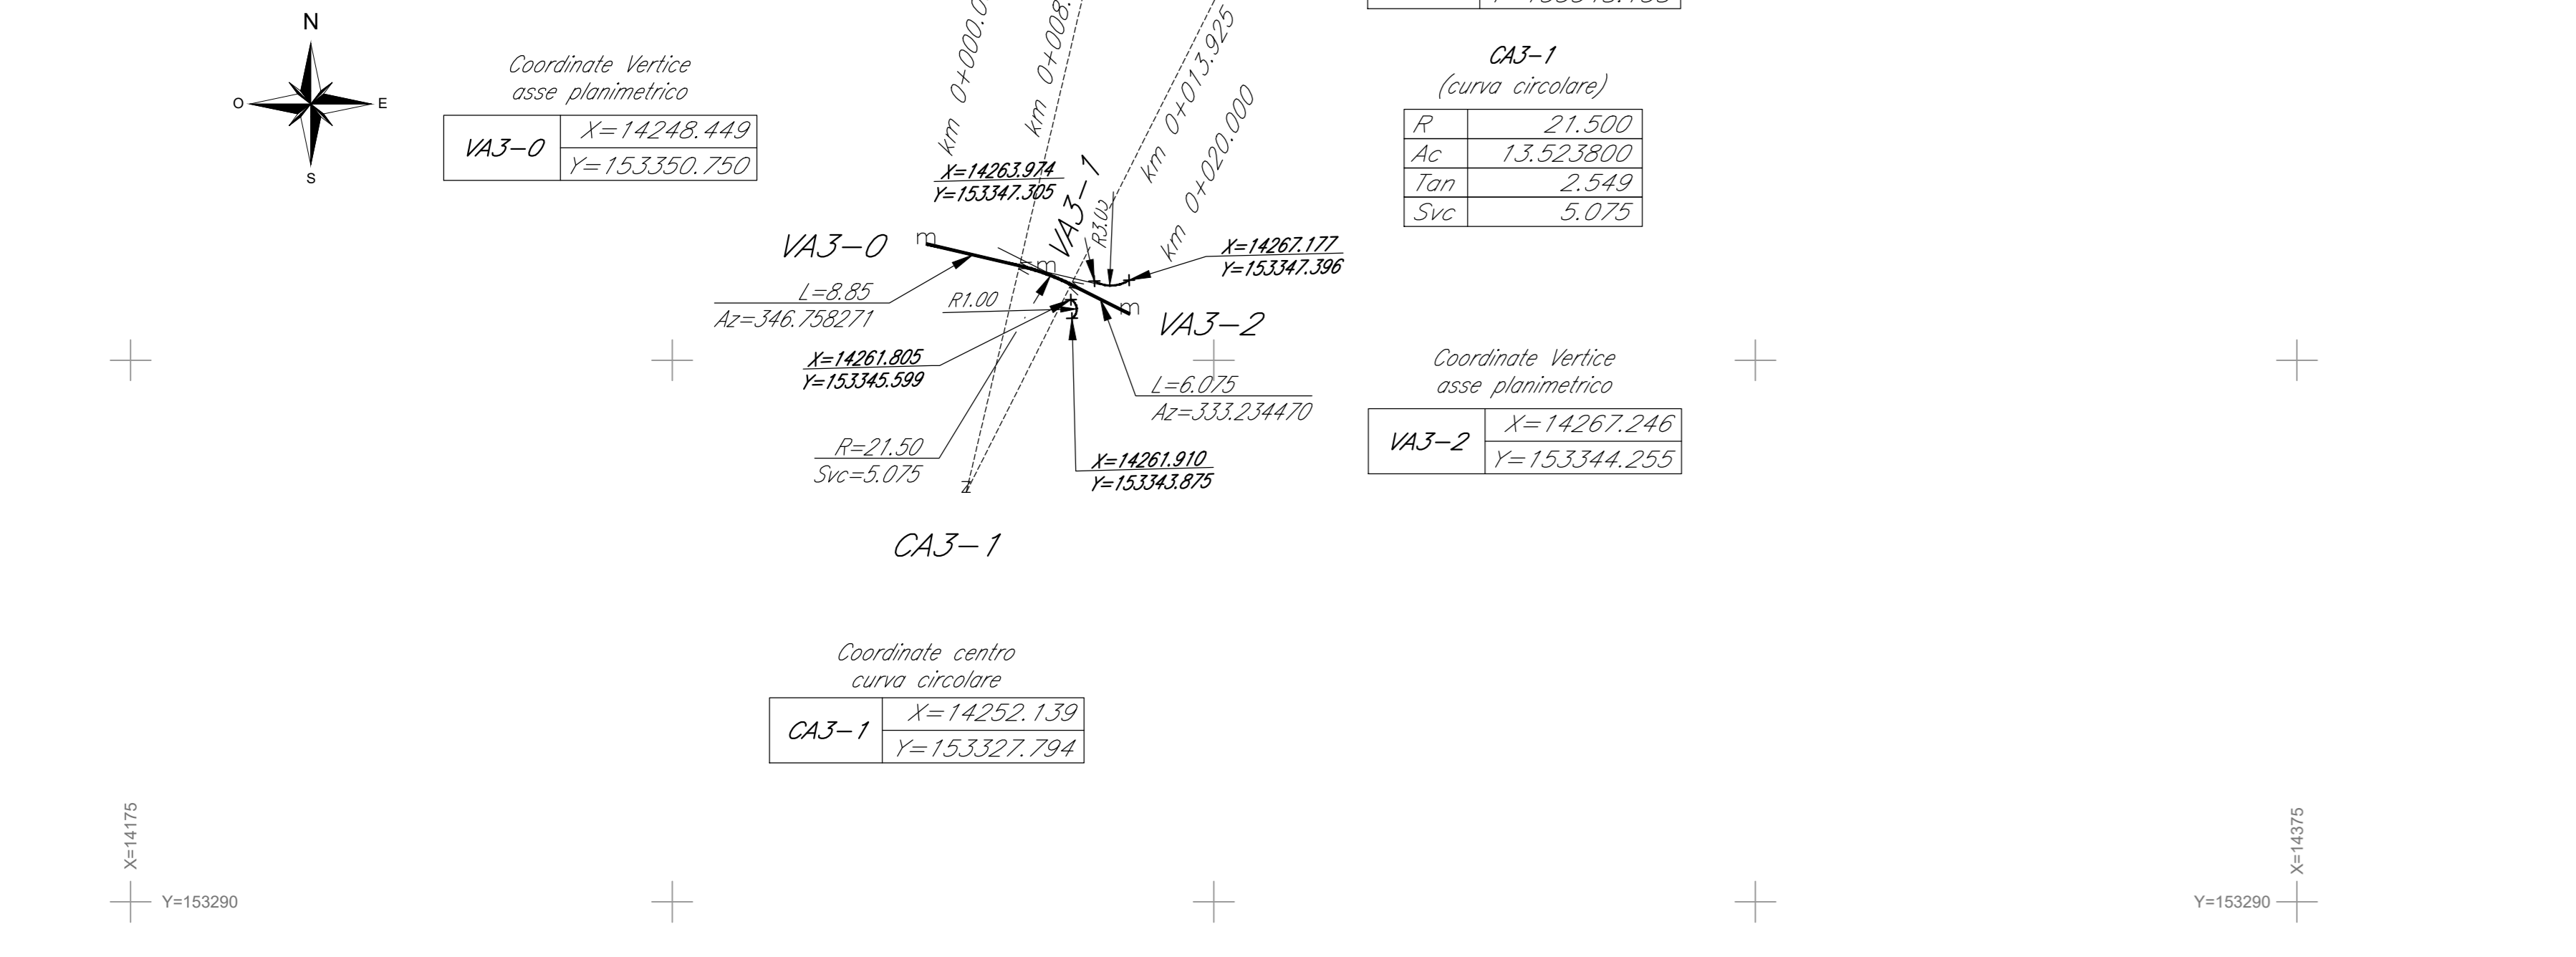 N
O
E
S
Coordinate Vertice
asse planimetrico
VA3-0
X=14248.449
Y=153350.750
km 0+000.0
km 0+008.
km 0+013.925
km 0+020.000
CA3-1
(curva circolare)
R 21.500
Ac 13.523800
Tan 2.549
Svc 5.075
X=14263.974
Y=153347.305
VA3-1
VA3-0
m
m
m
X=14267.177
Y=153347.396
L=8.85
Az=346.758271
R1.00
VA3-2
X=14261.805
Y=153345.599
L=6.075
Az=333.234470
R=21.50
Svc=5.075
X=14261.910
Y=153343.875
CA3-1
Coordinate Vertice
asse planimetrico
VA3-2
X=14267.246
Y=153344.255
Coordinate centro
curva circolare
CA3-1
X=14252.139
Y=153327.794
X=14175
Y=153290
X=14375
Y=153290